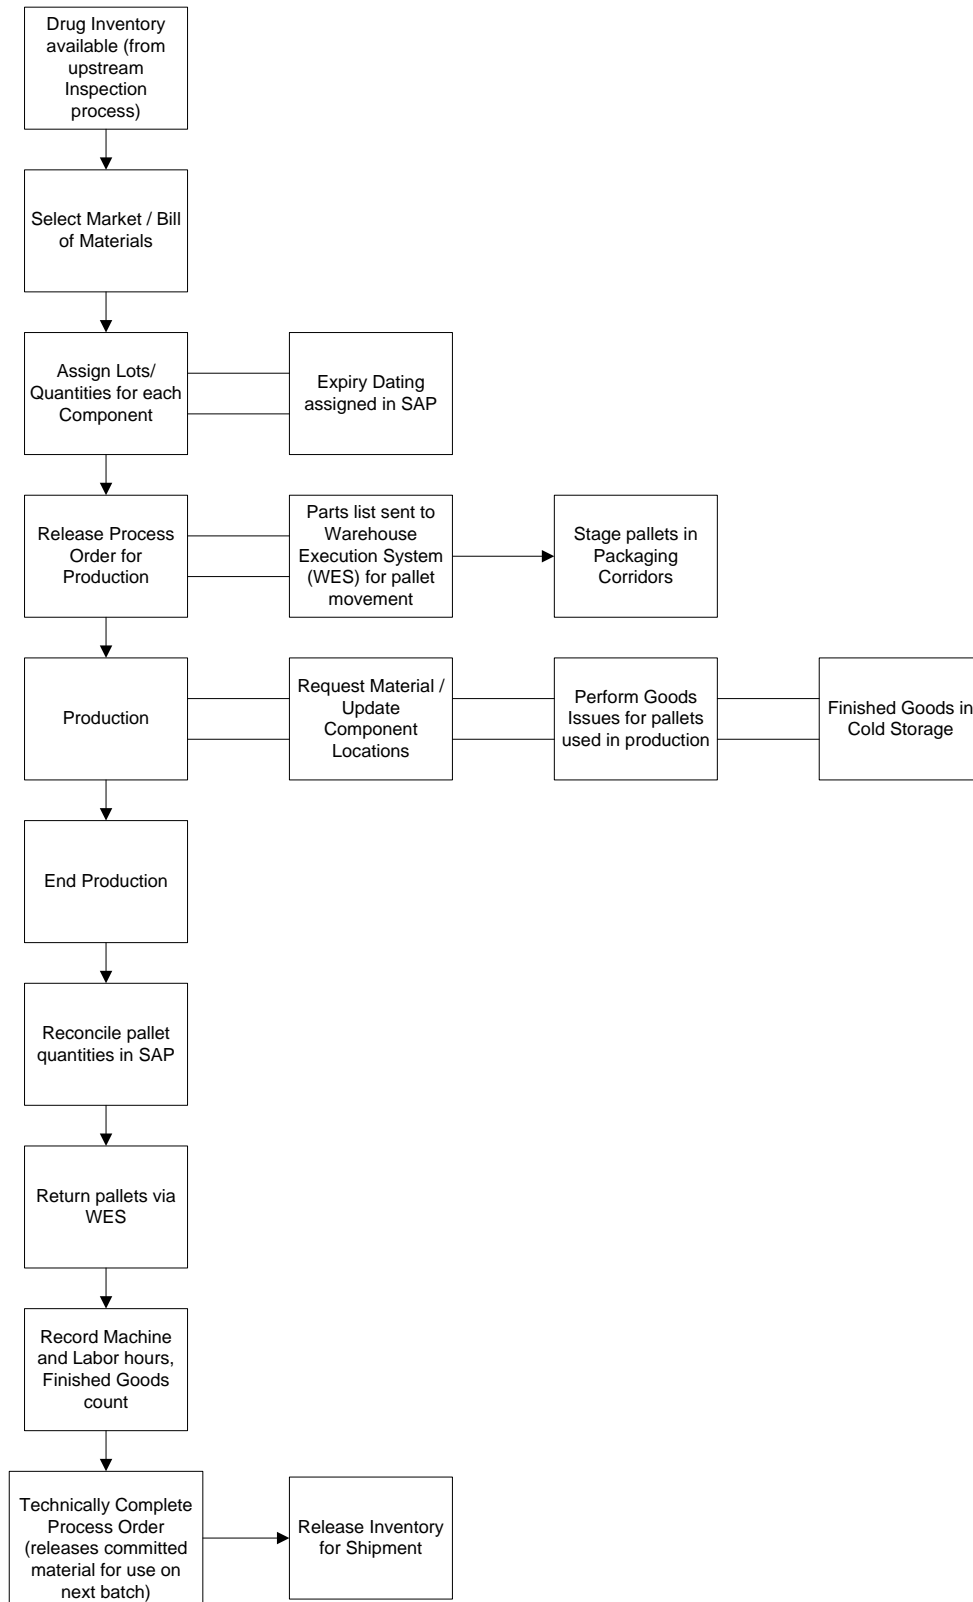 Drug Inventory
available (from
upstream
Inspection
process)
Select Market / Bill
of Materials
Assign Lots/
Quantities for each
Component
Expiry Dating
assigned in SAP
Release Process
Order for
Production
Parts list sent to
Warehouse
Execution System
(WES) for pallet
movement
Stage pallets in
Packaging
Corridors
Production
Request Material /
Update
Component
Locations
Perform Goods
Issues for pallets
used in production
Finished Goods in
Cold Storage
End Production
Reconcile pallet
quantities in SAP
Return pallets via
WES
Record Machine
and Labor hours,
Finished Goods
count
Technically Complete
Process Order
(releases committed
material for use on
next batch)
Release Inventory
for Shipment